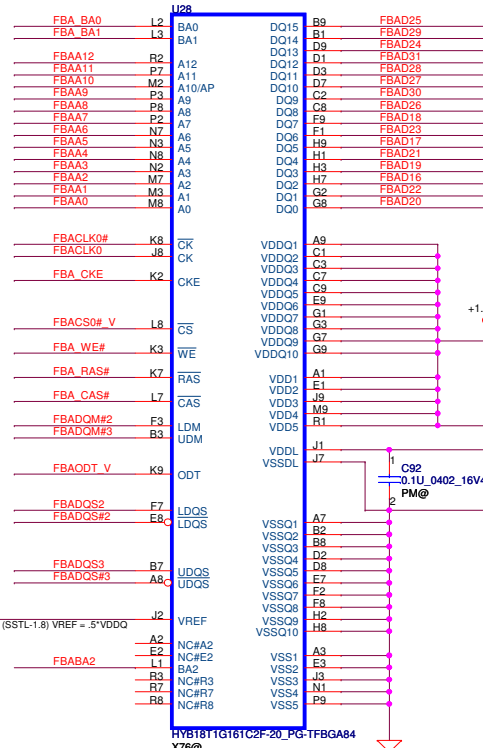 U28
FBA_BA0 L2 BA0 DQ15 B9 FBAD25
FBA_BA1 L3 BA1 DQ14 B1 FBAD29
DQ13 D9 FBAD24
FBAA12 R2 A12 DQ12 D1 FBAD31
FBAA11 P7 A11 DQ11 D3 FBAD28
FBAA10 M2 A10/AP DQ10 D7 FBAD27
FBAA9 P3 A9 DQ9 C2 FBAD30
FBAA8 P8 A8 DQ8 C8 FBAD26
FBAA7 P2 A7 DQ7 F9 FBAD18
FBAA6 N7 A6 DQ6 F1 FBAD23
FBAA5 N3 A5 DQ5 H9 FBAD17
FBAA4 N8 A4 DQ4 H1 FBAD21
FBAA3 N2 A3 DQ3 H3 FBAD19
FBAA2 M7 A2 DQ2 H7 FBAD16
FBAA1 M3 A1 DQ1 G2 FBAD22
FBAA0 M8 A0 DQ0 G8 FBAD20
FBACLK0# K8 CK VDDQ1 A9
FBACLK0 J8 CK VDDQ2 C1
VDDQ3 C3
FBA_CKE K2 CKE VDDQ4 C7
VDDQ5 C9
VDDQ6 E9
VDDQ7 G1
FBACS0#_V L8 CS VDDQ8 G3
+1.
VDDQ9 G7
FBA_WE# K3 WE VDDQ10 G9
FBA_RAS# K7 RAS VDD1 A1
VDD2 E1
FBA_CAS# L7 CAS VDD3 J9
VDD4 M9
FBADQM#2 F3 LDM VDD5 R1
FBADQM#3 B3 UDM
VDDL J1
VSSDL J7
1
FBAODT_V K9 ODT
C92
0.1U_0402_16V4
PM@
2
FBADQS2 F7 LDQS
FBADQS#2 E8 LDQS VSSQ1 A7
VSSQ2 B2
VSSQ3 B8
VSSQ4 D2
FBADQS3 B7 UDQS VSSQ5 D8
FBADQS#3 A8 UDQS VSSQ6 E7
VSSQ7 F2
VSSQ8 F8
J2 VREF VSSQ9 H2
(SSTL-1.8) VREF = .5*VDDQ
VSSQ10 H8
A2 NC#A2
E2 NC#E2 VSS1 A3
FBABA2 L1 BA2 VSS2 E3
R3 NC#R3 VSS3 J3
R7 NC#R7 VSS4 N1
R8 NC#R8 VSS5 P9
HYB18T1G161C2F-20_PG-TFBGA84
X76@